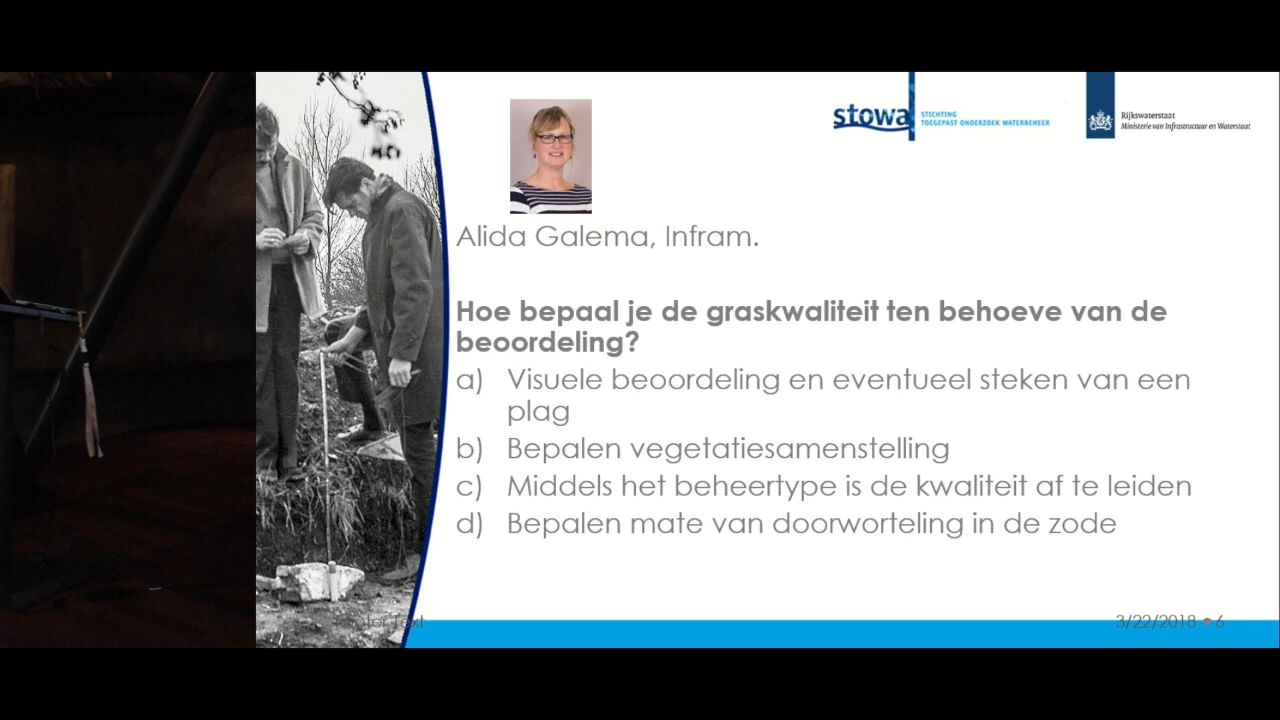 stowa
STICHTING
TOEGEPAST ONDERZOEK WATERBEHEER
Rijkswaterstaat
Ministerie van Infrastructuur en Waterstaat
Alida Galema, Infram.
Hoe bepaal je de graskwaliteit ten behoeve van de
beoordeling?
a) Visuele beoordeling en eventueel steken van een
plag
b) Bepalen vegetatiesamenstelling
c) Middels het beheertype is de kwaliteit af te leiden
d) Bepalen mate van doorworteling in de zode
Footer Text
3/22/2018 • 6